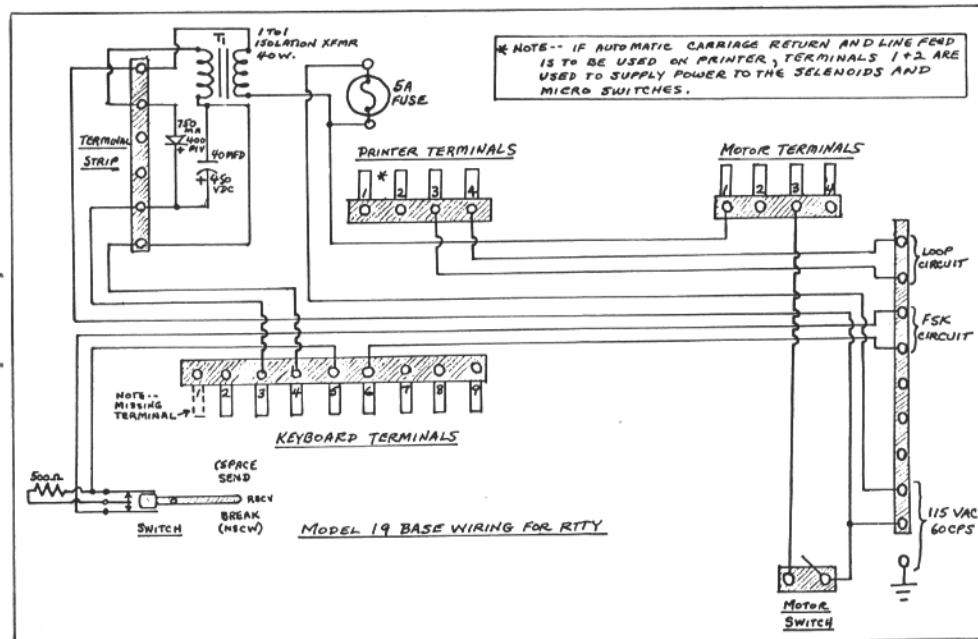 T1
1 TO 1
ISOLATION XFMR
40W.
* NOTE-- IF AUTOMATIC CARRIAGE RETURN AND LINE FEED
IS TO BE USED ON PRINTER, TERMINALS 1+2 ARE
USED TO SUPPLY POWER TO THE SELENOIDS AND
MICRO SWITCHES.
5A
FUSE
750
MA
400
PIV
+
40MFD
+
450
VDC
TERMINAL
STRIP
PRINTER TERMINALS
1 * 2 3 4
MOTOR TERMINALS
1 2 3 4
LOOP
CIRCUIT
FSK
CIRCUIT
1 2 3 4 5 6 7 8 9
NOTE--
MISSING
TERMINAL
KEYBOARD TERMINALS
500Ω
(SPACE
SEND
RECV
BREAK
(NSCW)
SWITCH
MODEL 19 BASE WIRING FOR RTTY
115 VAC
60CPS
MOTOR
SWITCH